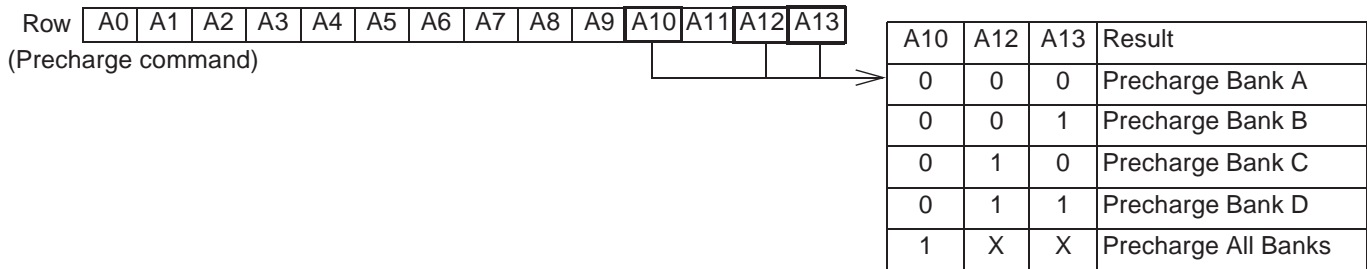 Row A0 A1 A2 A3 A4 A5 A6 A7 A8 A9 A10 A11 A12 A13
(Precharge command)
A10 A12 A13 Result
0 0 0 Precharge Bank A
0 0 1 Precharge Bank B
0 1 0 Precharge Bank C
0 1 1 Precharge Bank D
1 X X Precharge All Banks